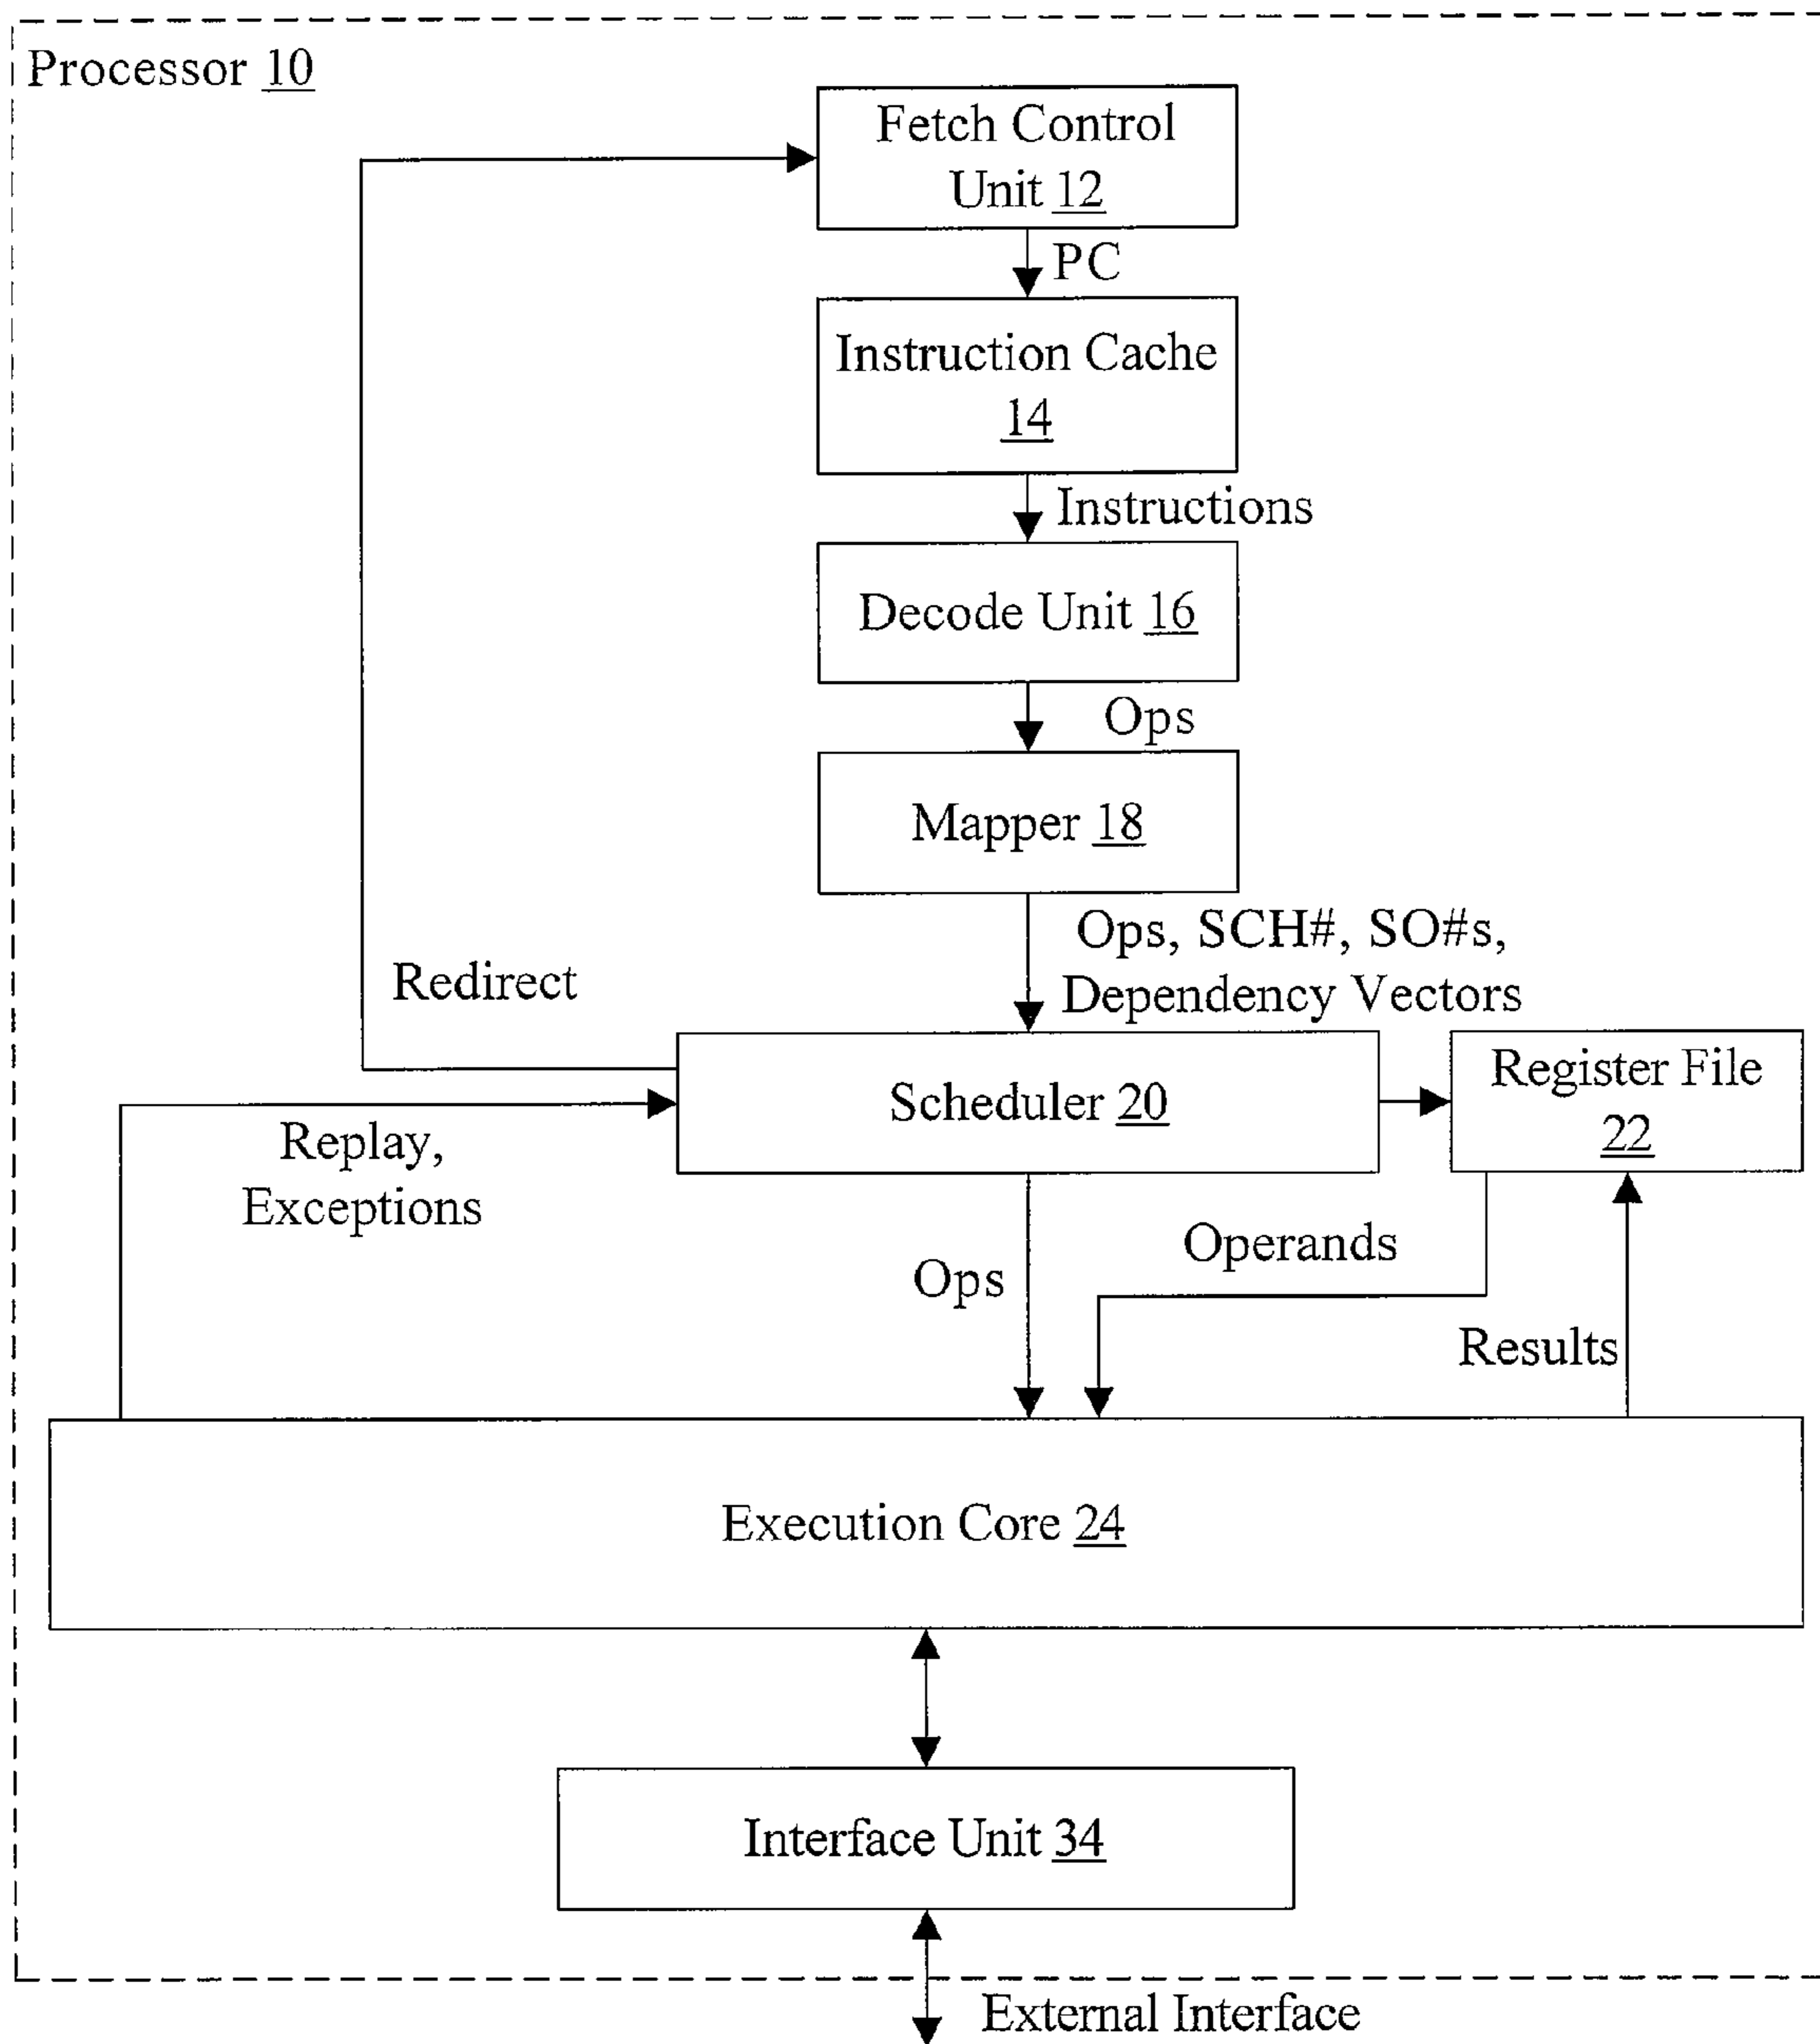 Processor 10
Fetch Control
Unit 12
PC
Instruction Cache
14
Instructions
Decode Unit 16
Ops
Mapper 18
Ops, SCH#, SO#s,
Dependency Vectors
Redirect
Scheduler 20
Register File
22
Replay,
Exceptions
Ops
Operands
Results
Execution Core 24
Interface Unit 34
External Interface